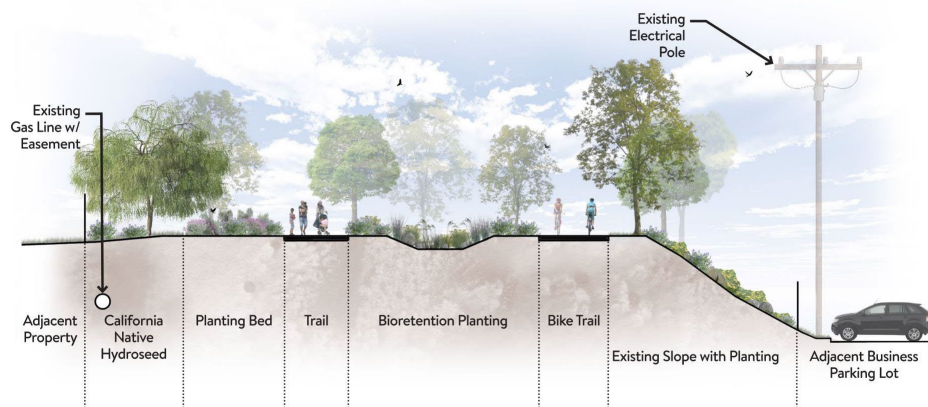 Existing
Electrical
Pole
Existing
Gas Line w/
Easement
Adjacent
Property
California
Native
Hydroseed
Planting Bed
Trail
Bioretention Planting
Bike Trail
Existing Slope with Planting
Adjacent Business
Parking Lot